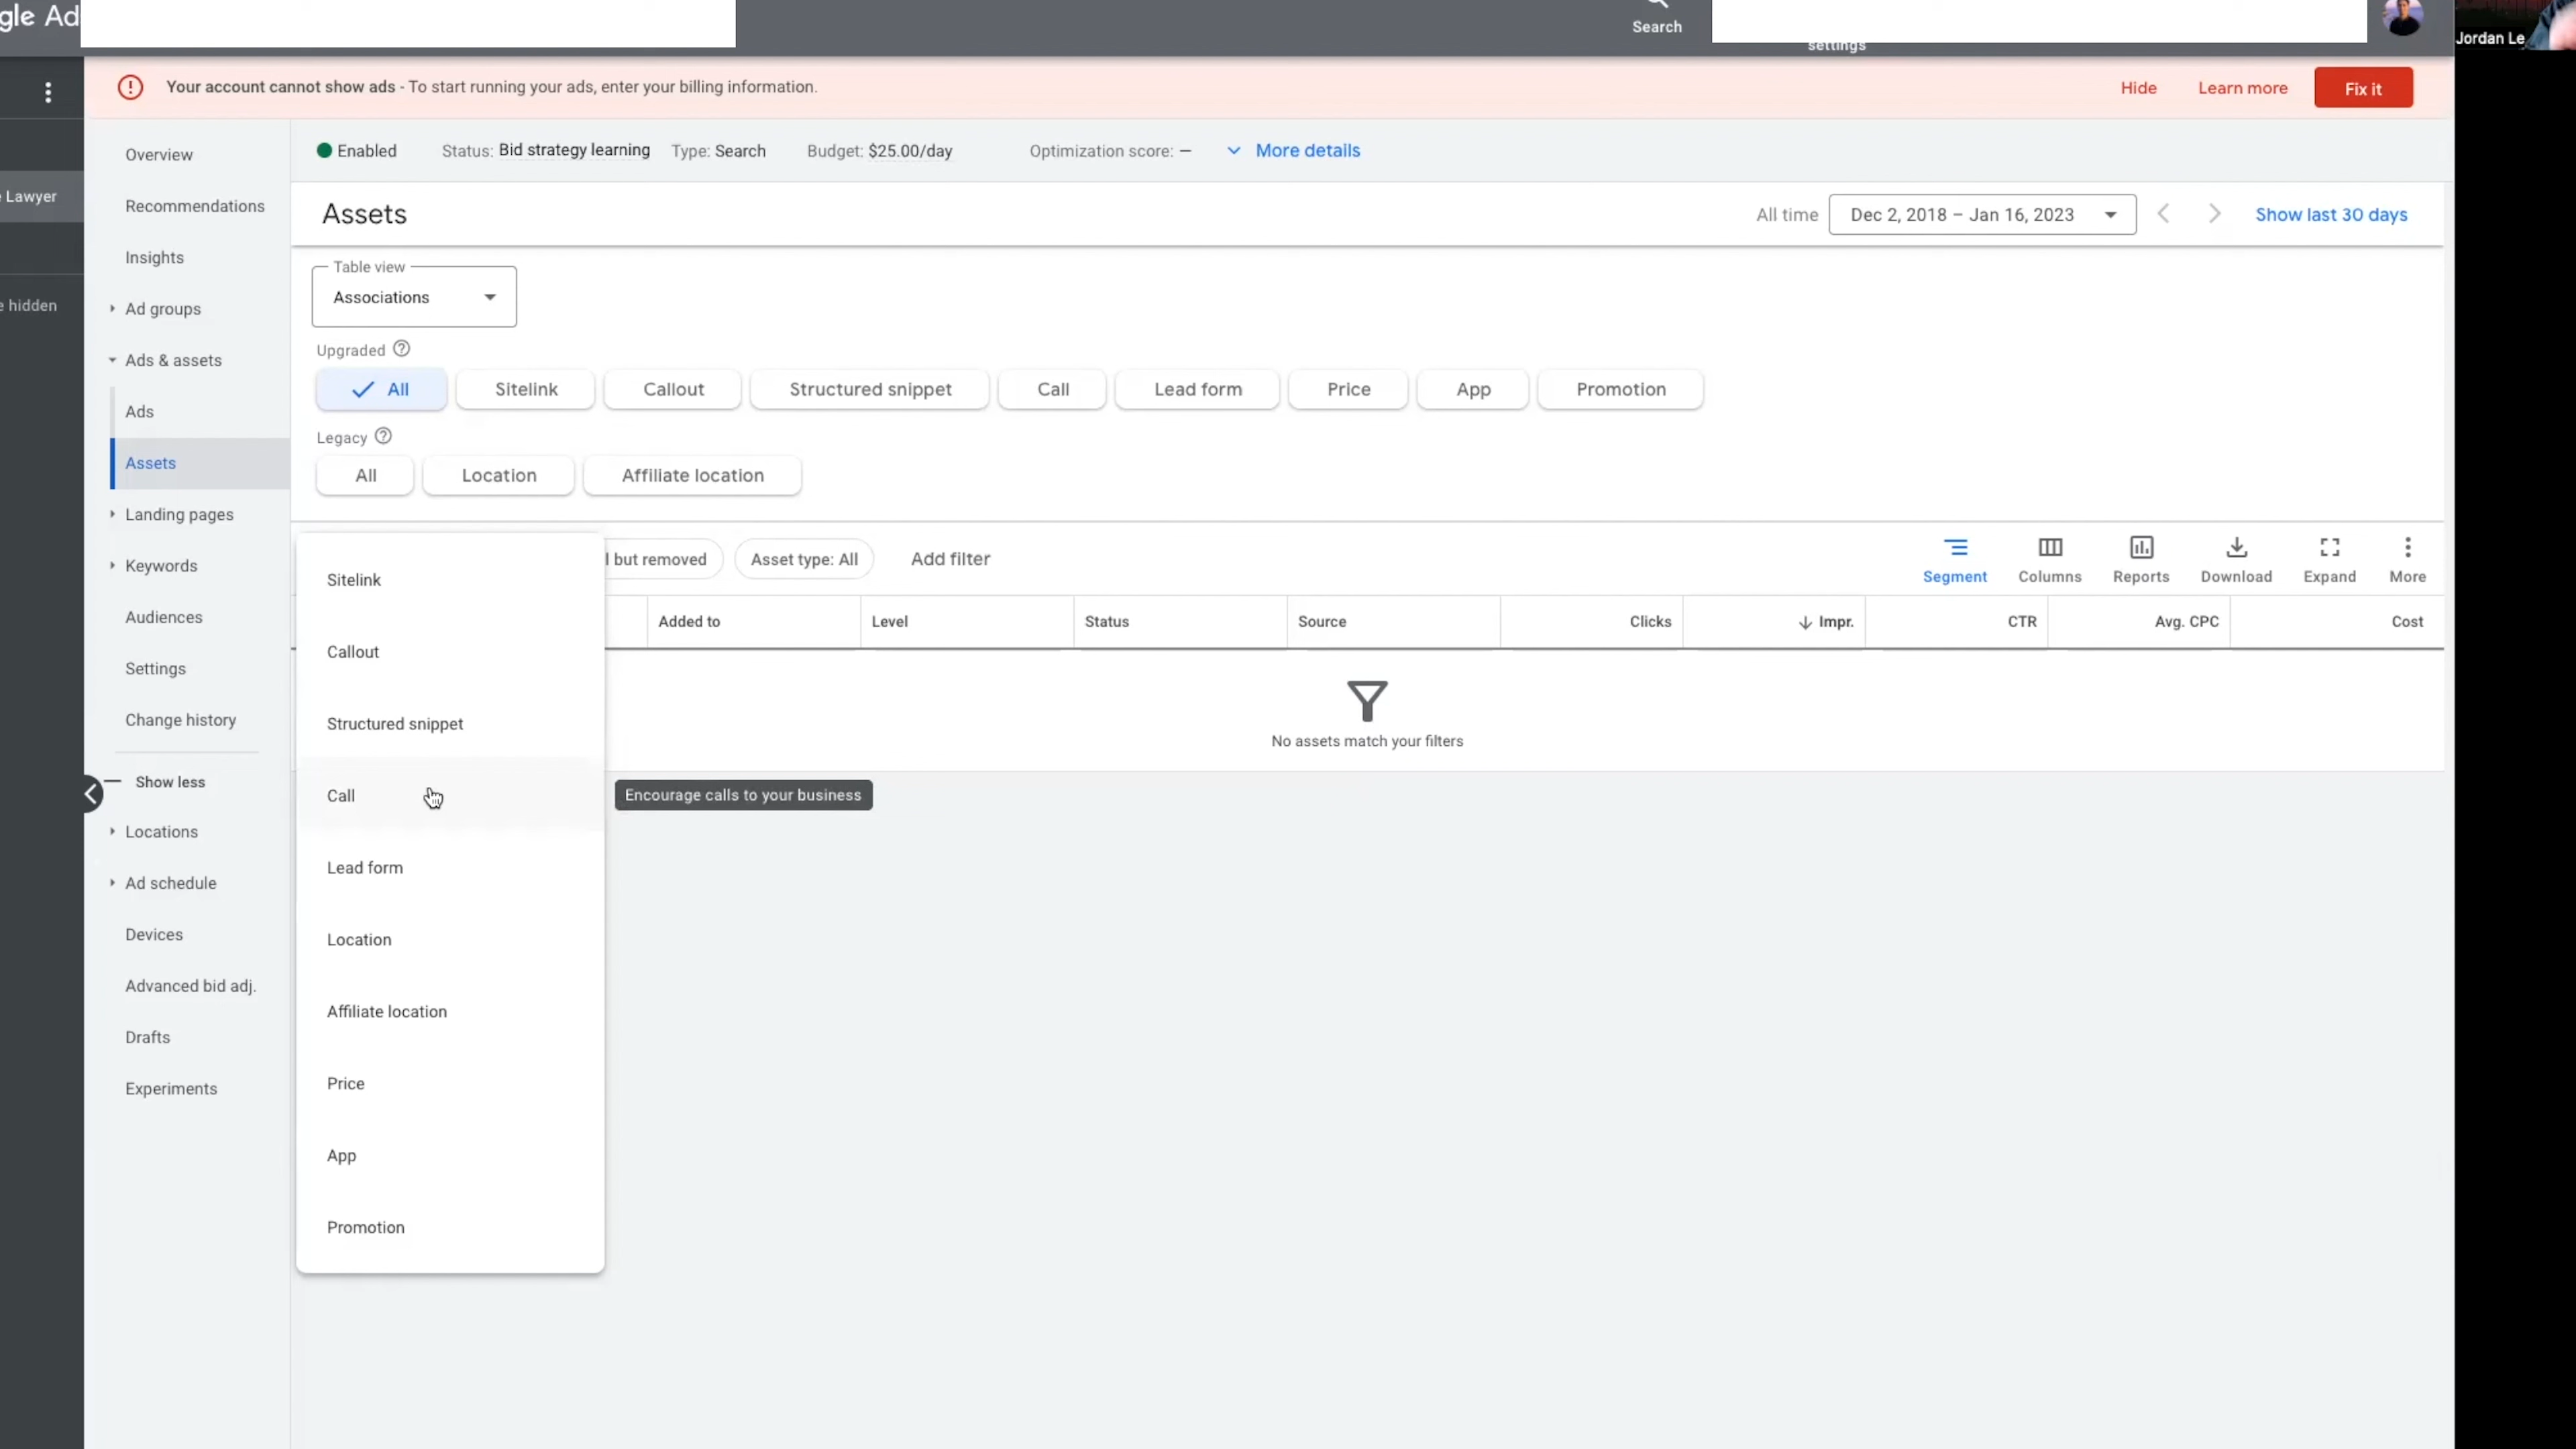 gle Ad
Search
settings
Jordan Le
Your account cannot show ads - To start running your ads, enter your billing information.
Hide
Learn more
Fix it
Enabled
Status: Bid strategy learning
Type: Search
Budget: $25.00/day
Optimization score: –
More details
Lawyer
hidden
Overview
Recommendations
Insights
Ad groups
Ads & assets
Ads
Assets
Landing pages
Keywords
Audiences
Settings
Change history
Show less
Locations
Ad schedule
Devices
Advanced bid adj.
Drafts
Experiments
Assets
All time
Dec 2, 2018 – Jan 16, 2023
Show last 30 days
Table view
Associations
Upgraded
All
Sitelink
Callout
Structured snippet
Call
Lead form
Price
App
Promotion
Legacy
All
Location
Affiliate location
l but removed
Asset type: All
Add filter
Segment
Columns
Reports
Download
Expand
More
Added to
Level
Status
Source
Clicks
Impr.
CTR
Avg. CPC
Cost
No assets match your filters
Sitelink
Callout
Structured snippet
Call
Encourage calls to your business
Lead form
Location
Affiliate location
Price
App
Promotion